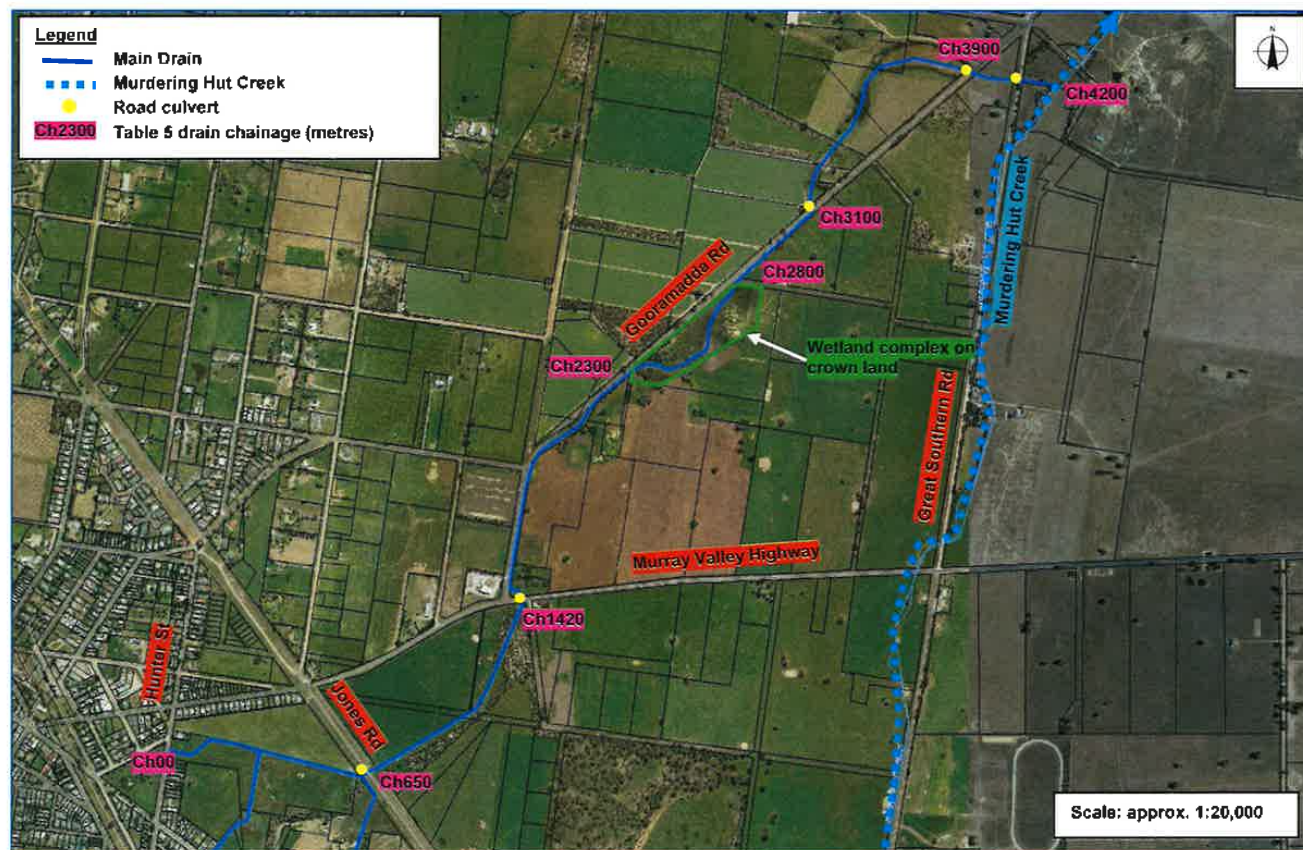 Legend
Main Drain
Murdering Hut Creek
Road culvert
Ch2300 Table 5 drain chainage (metres)
N
Ch3900
Ch4200
Murdering Hut Creek
Ch3100
Gooramadda Rd
Ch2800
Wetland complex on
crown land
Ch2300
Great Southern Rd
Murray Valley Highway
Ch1420
Hunter St
Jones Rd
Ch00
Ch650
Scale: approx. 1:20,000